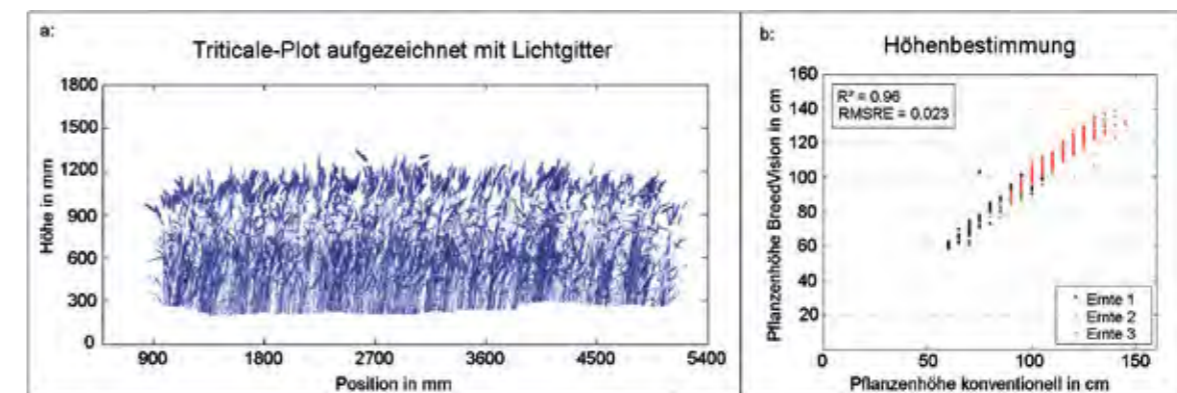 a:
Triticale-Plot aufgezeichnet mit Lichtgitter
1800
1500
1200
900
600
300
0
Höhe in mm
900 1800 2700 3600 4500 5400
Position in mm
b:
Höhenbestimmung
160
140
120
100
80
60
40
20
Pflanzenhöhe BreedVision in cm
R² = 0.96
RMSRE = 0.023
Ernte 1
Ernte 2
Ernte 3
0 50 100 150
Pflanzenhöhe konventionell in cm